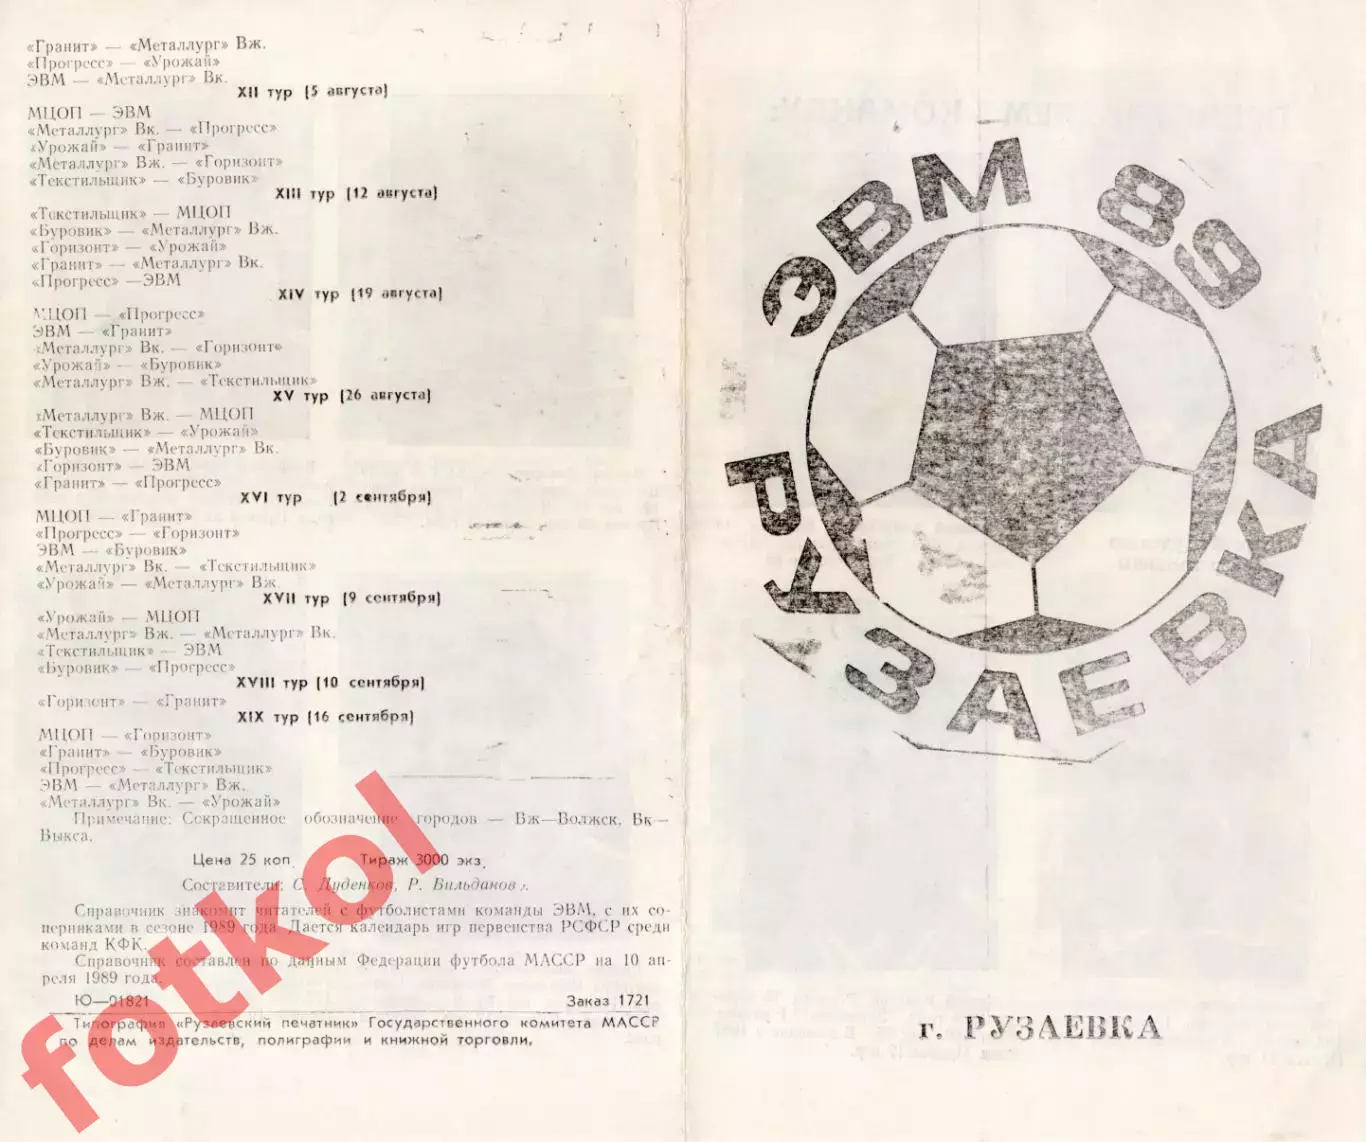 «Гранит» — «Металлург» Вж.
«Прогресс» — «Урожай»
ЭВМ — «Металлург» Вк.
XII тур (5 августа)
МЦОП — ЭВМ
«Металлург» Вк. — «Прогресс»
«Урожай» — «Гранит»
«Металлург» Вж. — «Горизонт»
«Текстильщик» — «Буровик»
XIII тур (12 августа)
«Текстильщик» — МЦОП
«Буровик» — «Металлург» Вж.
«Горизонт» — «Урожай»
«Гранит» — «Металлург» Вк.
«Прогресс» —ЭВМ
XIV тур (19 августа)
МЦОП — «Прогресс»
ЭВМ — «Гранит»
«Металлург» Вк. — «Горизонт»
«Урожай» — «Буровик»
«Металлург» Вж. — «Текстильщик»
XV тур (26 августа)
«Металлург» Вж. — МЦОП
«Текстильщик» — «Урожай»
«Буровик» — «Металлург» Вк.
«Горизонт» — ЭВМ
«Гранит» — «Прогресс»
XVI тур (2 сентября)
МЦОП — «Гранит»
«Прогресс» — «Горизонт»
ЭВМ — «Буровик»
«Металлург» Вк. — «Текстильщик»
«Урожай» — «Металлург» Вж.
XVII тур (9 сентября)
«Урожай» — МЦОП
«Металлург» Вж. — «Металлург» Вк.
«Текстильщик» — ЭВМ
«Буровик» — «Прогресс»
XVIII тур (10 сентября)
«Горизонт» — «Гранит»
XIX тур (16 сентября)
МЦОП — «Горизонт»
«Гранит» — «Буровик»
«Прогресс» — «Текстильщик»
ЭВМ — «Металлург» Вж.
«Металлург» Вк. — «Урожай»
Примечание: Сокращенное обозначение городов — Вж—Волжск, Вк—
Выкса.
Цена 25 коп. Тираж 3000 экз.
Составители: С. Луденков, Р. Вильданов.
Справочник знакомит читателей с футболистами команды ЭВМ, с их со-
перниками в сезоне 1989 года. Дается календарь игр первенства РСФСР среди
команд КФК.
Справочник составлен по данным Федерации футбола МАССР на 10 ап-
реля 1989 года.
Ю—01821 Заказ 1721
Типография «Рузаевский печатник» Государственного комитета МАССР
по делам издательств, полиграфии и книжной торговли.
fotkol
ЭВМ 89
РУЗАЕВКА
г. РУЗАЕВКА